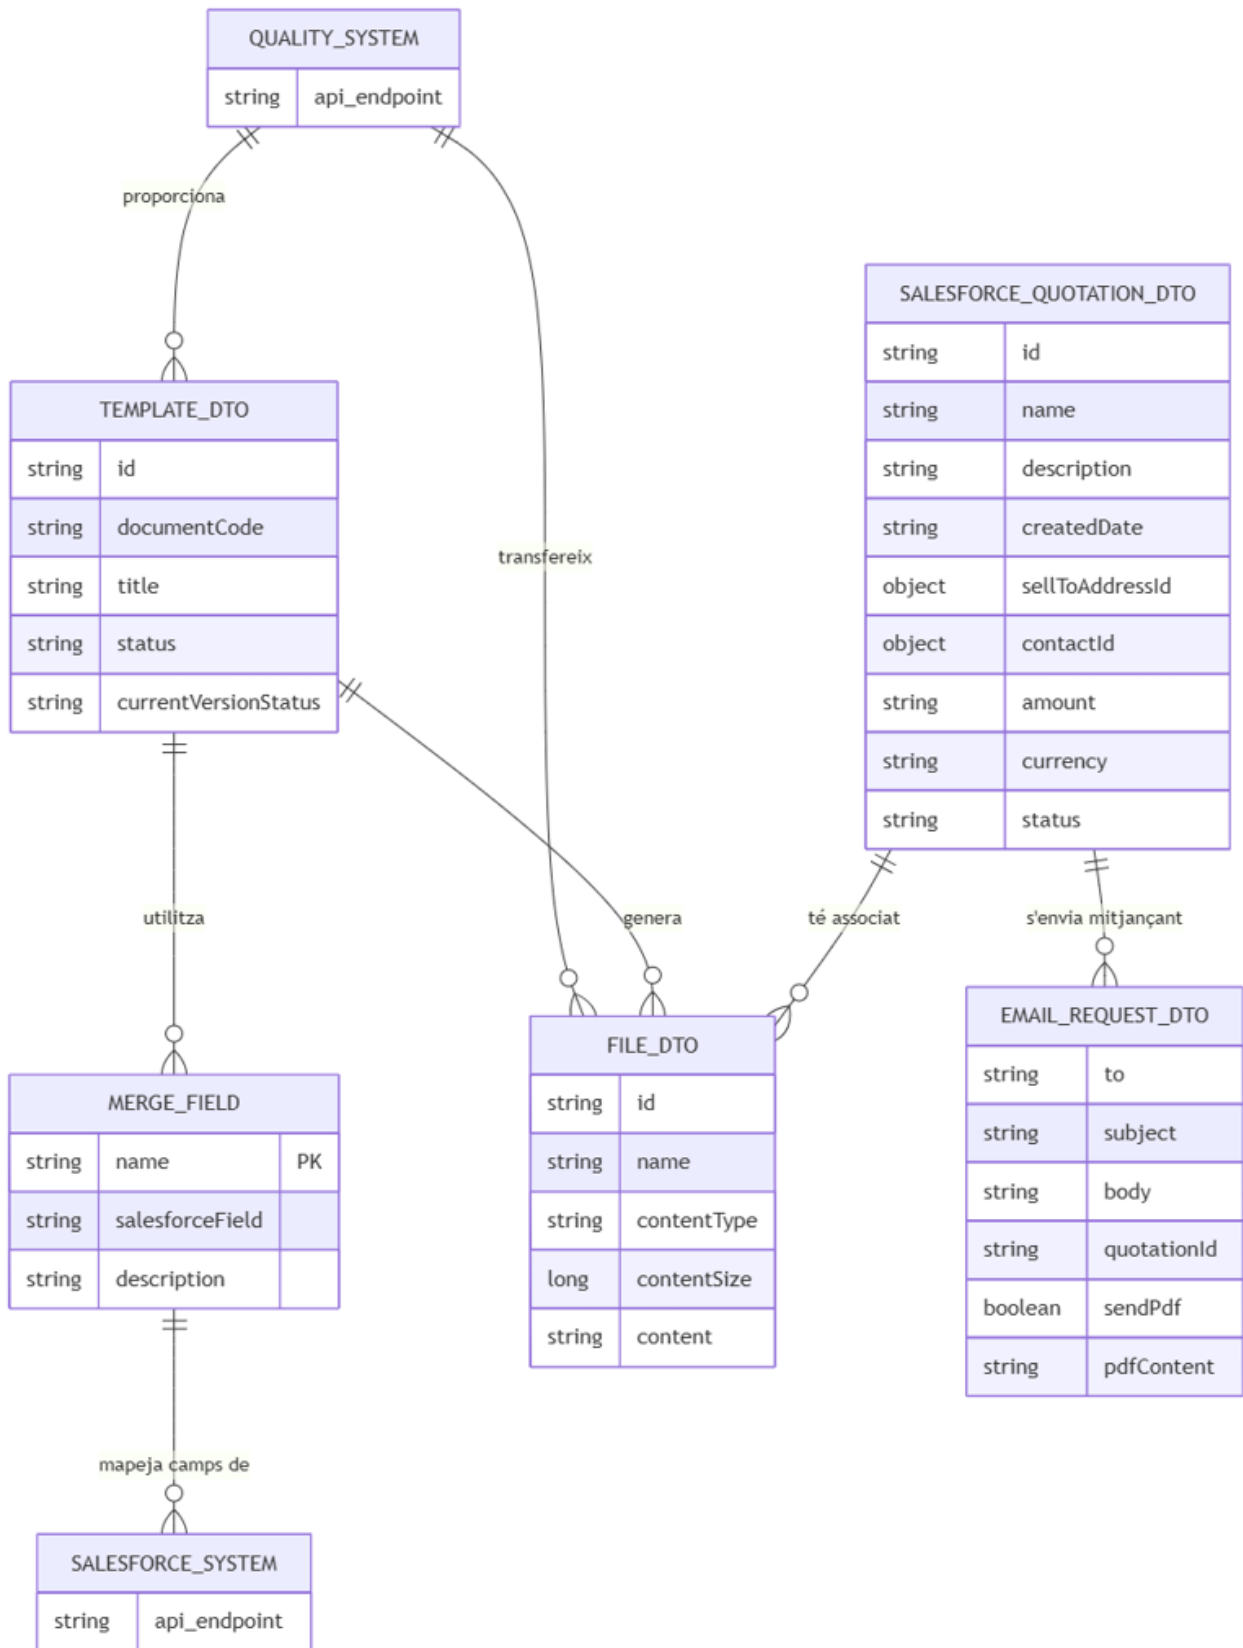 QUALITY_SYSTEM
string api_endpoint
proporciona
transfereix
TEMPLATE_DTO
string id
string documentCode
string title
string status
string currentVersionStatus
SALESFORCE_QUOTATION_DTO
string id
string name
string description
string createdDate
object sellToAddressId
object contactId
string amount
string currency
string status
utilitza
genera
té associat
s'envia mitjançant
MERGE_FIELD
string name PK
string salesforceField
string description
FILE_DTO
string id
string name
string contentType
long contentSize
string content
EMAIL_REQUEST_DTO
string to
string subject
string body
string quotationId
boolean sendPdf
string pdfContent
mapeja camps de
SALESFORCE_SYSTEM
string api_endpoint